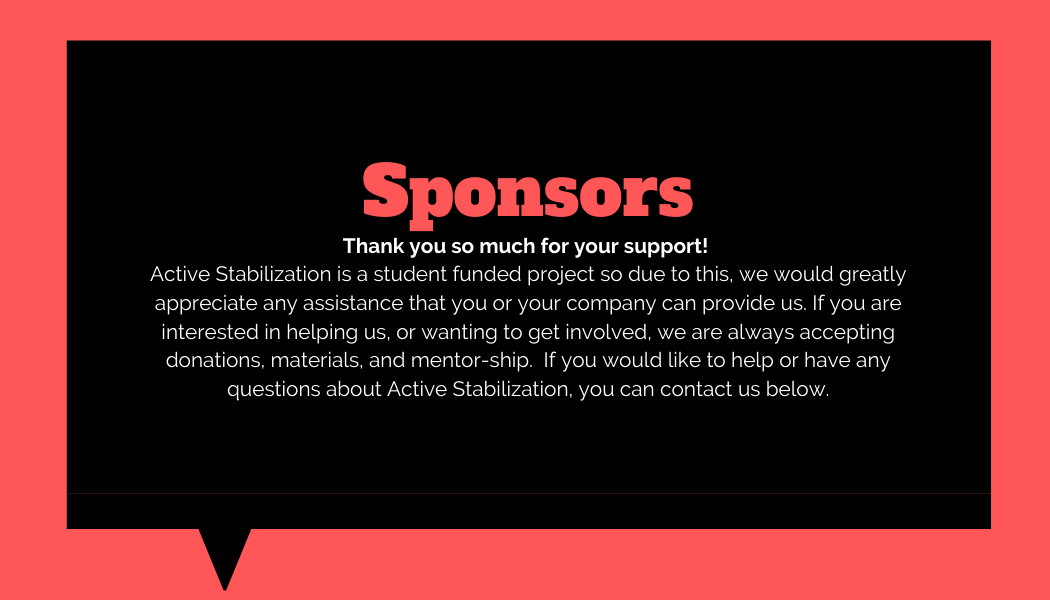 Sponsors
Thank you so much for your support!
Active Stabilization is a student funded project so due to this, we would greatly
appreciate any assistance that you or your company can provide us. If you are
interested in helping us, or wanting to get involved, we are always accepting
donations, materials, and mentor-ship.  If you would like to help or have any
questions about Active Stabilization, you can contact us below.